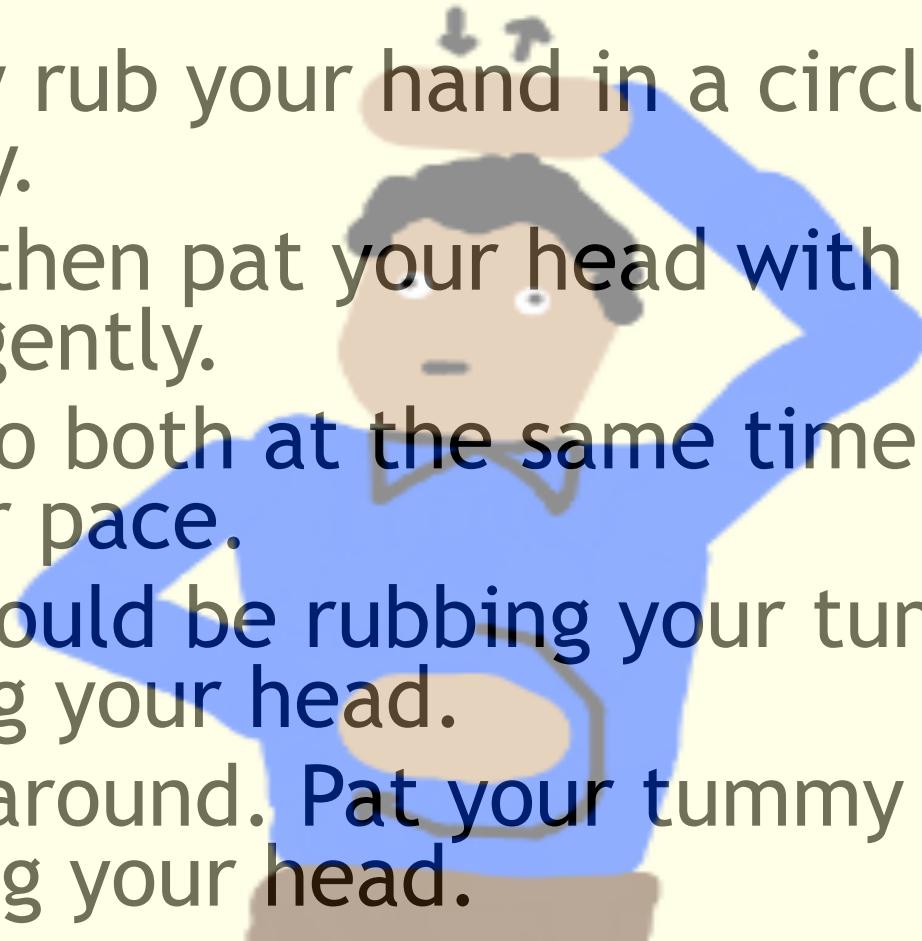 rub your hand in a circl
y.
then pat your head with
gently.
o both at the same time
r pace.
ould be rubbing your tum
g your head.
around. Pat your tummy
g your head.